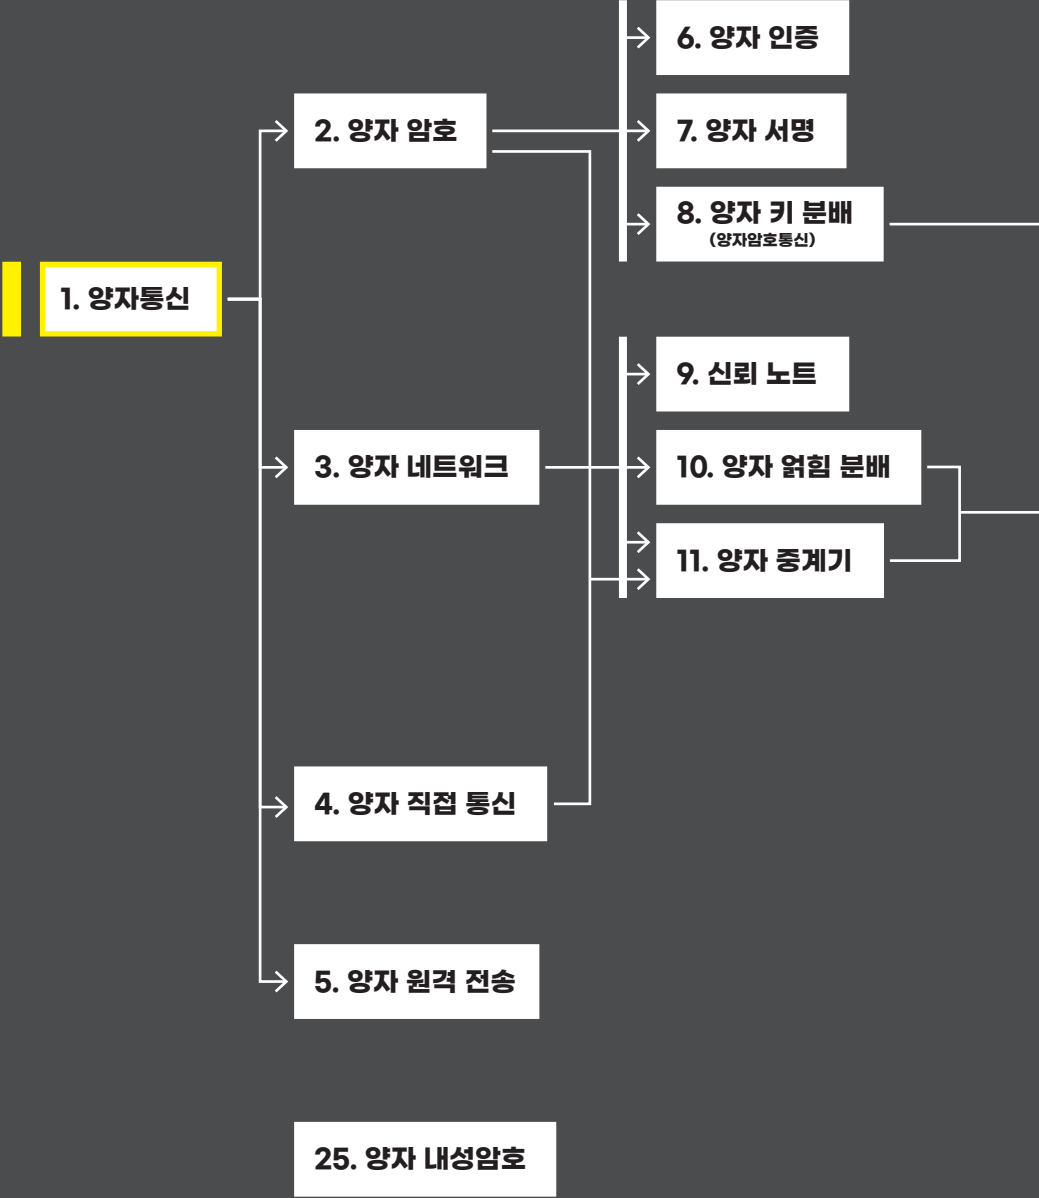 6. 양자 인증
2. 양자 암호
7. 양자 서명
8. 양자 키 분배
(양자암호통신)
1. 양자통신
9. 신뢰 노트
3. 양자 네트워크
10. 양자 얽힘 분배
11. 양자 중계기
4. 양자 직접 통신
5. 양자 원격 전송
25. 양자 내성암호